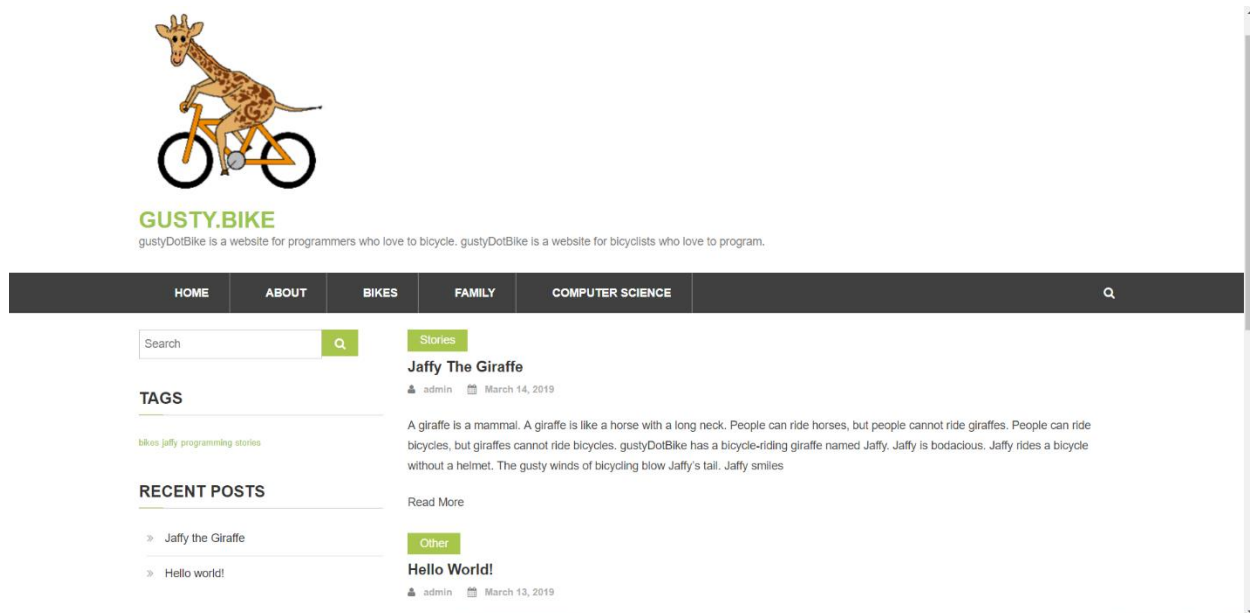 GUSTY.BIKE
gustyDotBike is a website for programmers who love to bicycle. gustyDotBike is a website for bicyclists who love to program.
HOME ABOUT BIKES FAMILY COMPUTER SCIENCE
Search
TAGS
bikes jaffy programming stories
RECENT POSTS
Jaffy the Giraffe
Hello world!
Stories
Jaffy The Giraffe
admin March 14, 2019
A giraffe is a mammal. A giraffe is like a horse with a long neck. People can ride horses, but people cannot ride giraffes. People can ride
bicycles, but giraffes cannot ride bicycles. gustyDotBike has a bicycle-riding giraffe named Jaffy. Jaffy is bodacious. Jaffy rides a bicycle
without a helmet. The gusty winds of bicycling blow Jaffy's tail. Jaffy smiles
Read More
Other
Hello World!
admin March 13, 2019